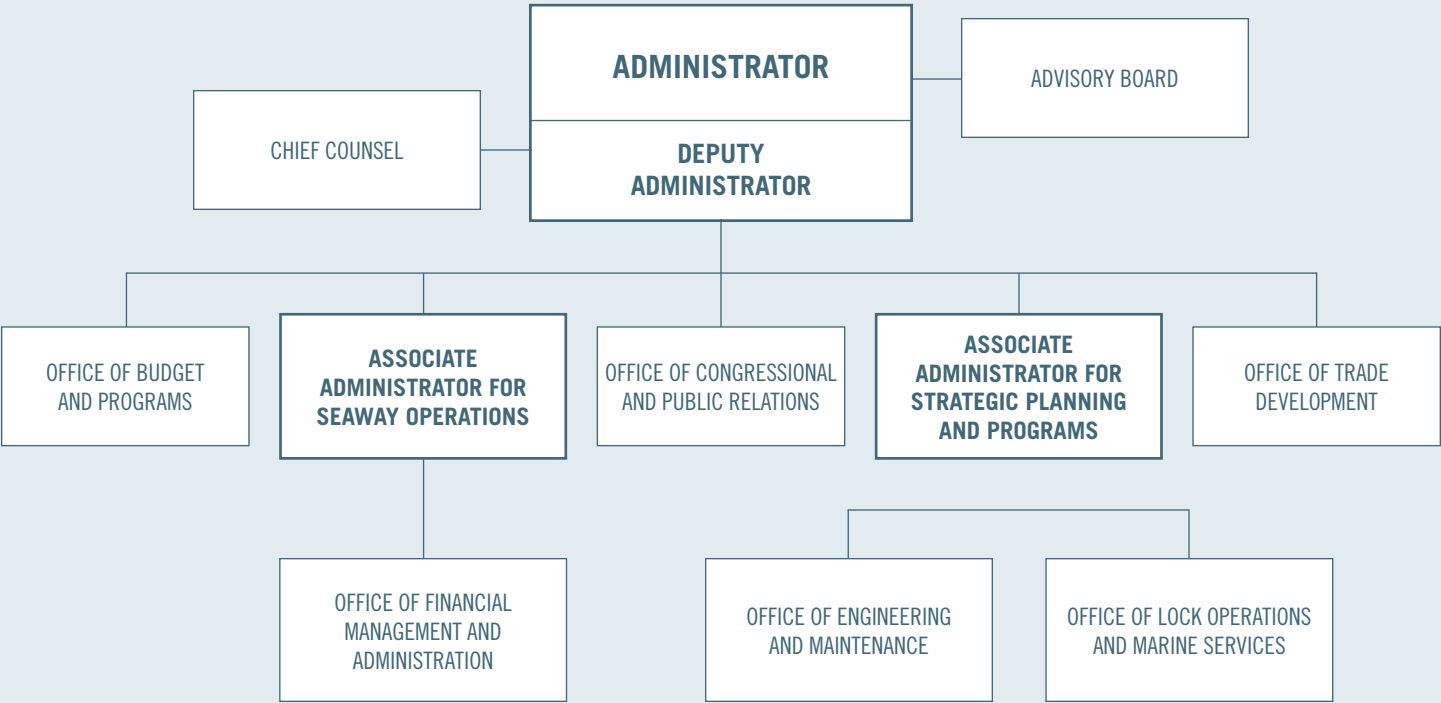 ADMINISTRATOR
ADVISORY BOARD
CHIEF COUNSEL
DEPUTY
ADMINISTRATOR
OFFICE OF BUDGET
AND PROGRAMS
ASSOCIATE
ADMINISTRATOR FOR
SEAWAY OPERATIONS
OFFICE OF CONGRESSIONAL
AND PUBLIC RELATIONS
ASSOCIATE
ADMINISTRATOR FOR
STRATEGIC PLANNING
AND PROGRAMS
OFFICE OF TRADE
DEVELOPMENT
OFFICE OF FINANCIAL
MANAGEMENT AND
ADMINISTRATION
OFFICE OF ENGINEERING
AND MAINTENANCE
OFFICE OF LOCK OPERATIONS
AND MARINE SERVICES